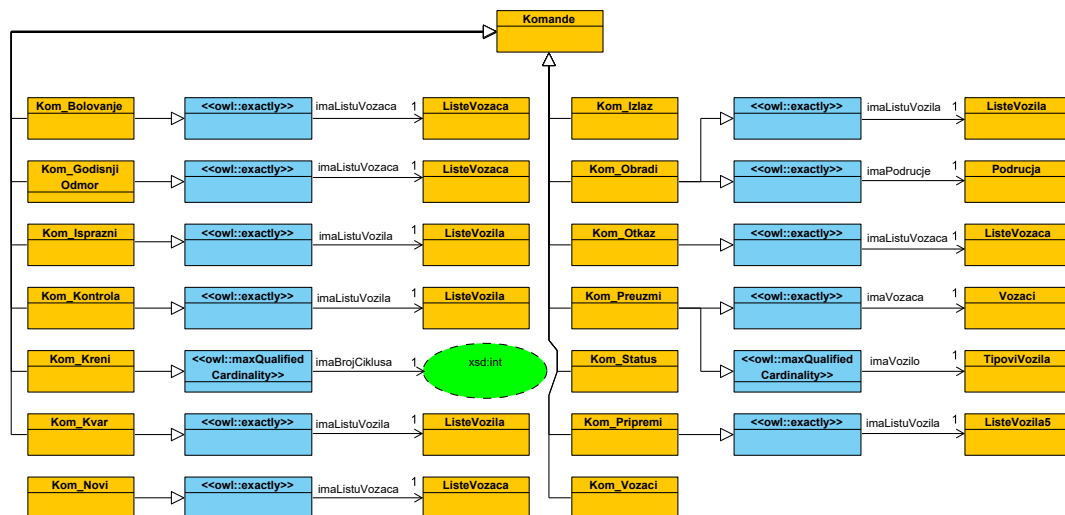 Komande
Kom_Bolovanje
<<owl::exactly>>
imaListuVozaca
1
ListeVozaca
Kom_Izlaz
<<owl::exactly>>
imaListuVozila
1
ListeVozila
Kom_Godisnji
Odmor
<<owl::exactly>>
imaListuVozaca
1
ListeVozaca
Kom_Obradi
<<owl::exactly>>
imaPodrucje
1
Podrucja
Kom_Isprazni
<<owl::exactly>>
imaListuVozila
1
ListeVozila
Kom_Otkaz
<<owl::exactly>>
imaListuVozaca
1
ListeVozaca
Kom_Kontrola
<<owl::exactly>>
imaListuVozila
1
ListeVozila
Kom_Preuzmi
<<owl::exactly>>
imaVozaca
1
Vozaci
Kom_Kreni
<<owl::maxQualified
Cardinality>>
imaBrojCiklusa
1
xsd:int
Kom_Status
<<owl::maxQualified
Cardinality>>
imaVozilo
1
TipoviVozila
Kom_Kvar
<<owl::exactly>>
imaListuVozila
1
ListeVozila
Kom_Pripremi
<<owl::exactly>>
imaListuVozila
1
ListeVozila5
Kom_Novi
<<owl::exactly>>
imaListuVozaca
1
ListeVozaca
Kom_Vozaci